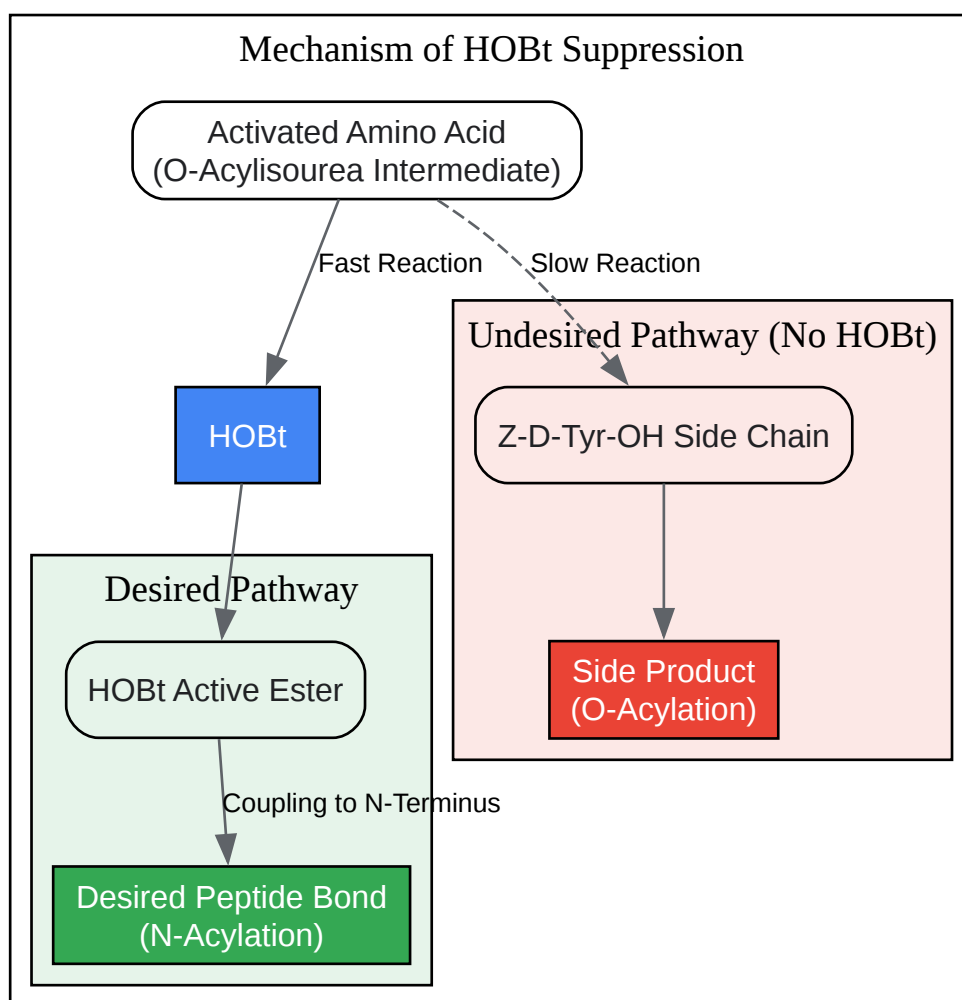 Mechanism of HOBt Suppression
Activated Amino Acid
(O-Acylisourea Intermediate)
Fast Reaction
Slow Reaction
Undesired Pathway (No HOBt)
HOBt
Z-D-Tyr-OH Side Chain
Desired Pathway
HOBt Active Ester
Side Product
(O-Acylation)
Coupling to N-Terminus
Desired Peptide Bond
(N-Acylation)